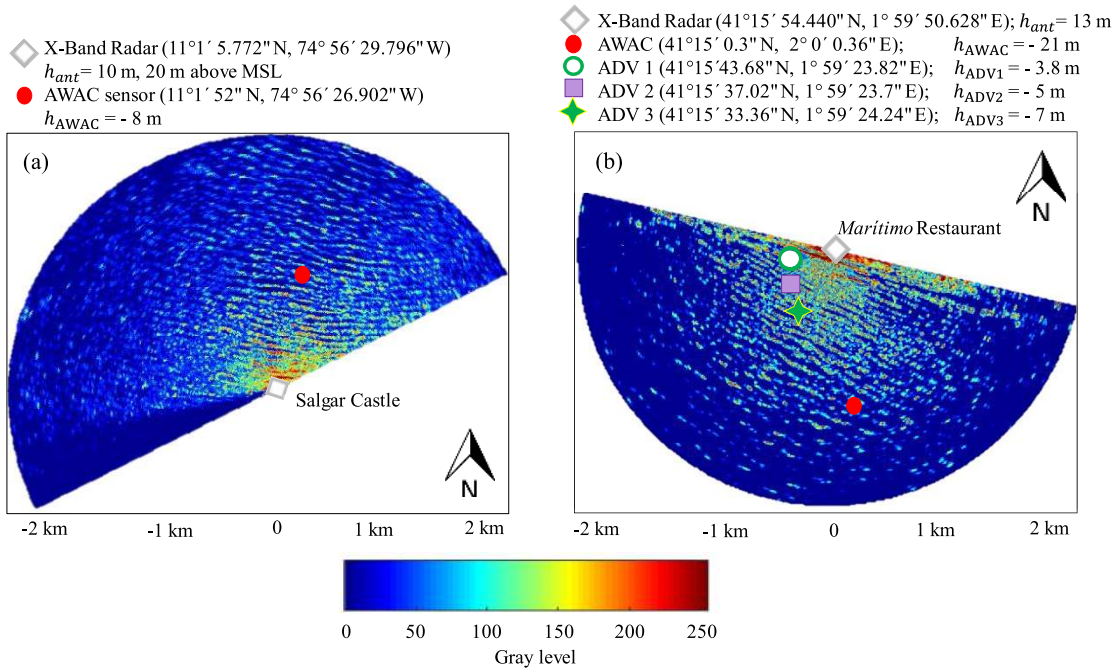 X-Band Radar (11°1´ 5.772" N, 74° 56´ 29.796" W)
h_ant= 10 m, 20 m above MSL
AWAC sensor (11°1´ 52" N, 74° 56´ 26.902" W)
h_AWAC = - 8 m
(a)
Salgar Castle
N
-2 km -1 km 0 1 km 2 km
X-Band Radar (41°15´ 54.440" N, 1° 59´ 50.628" E); h_ant= 13 m
AWAC (41°15´ 0.3" N, 2° 0´ 0.36" E); h_AWAC= - 21 m
ADV 1 (41°15´43.68" N, 1° 59´ 23.82" E); h_ADV1 = - 3.8 m
ADV 2 (41°15´ 37.02" N, 1° 59´ 23.7" E); h_ADV2 = - 5 m
ADV 3 (41°15´ 33.36" N, 1° 59´ 24.24" E); h_ADV3 = - 7 m
(b)
N
Marítimo Restaurant
-2 km -1 km 0 1 km 2 km
0 50 100 150 200 250
Gray level